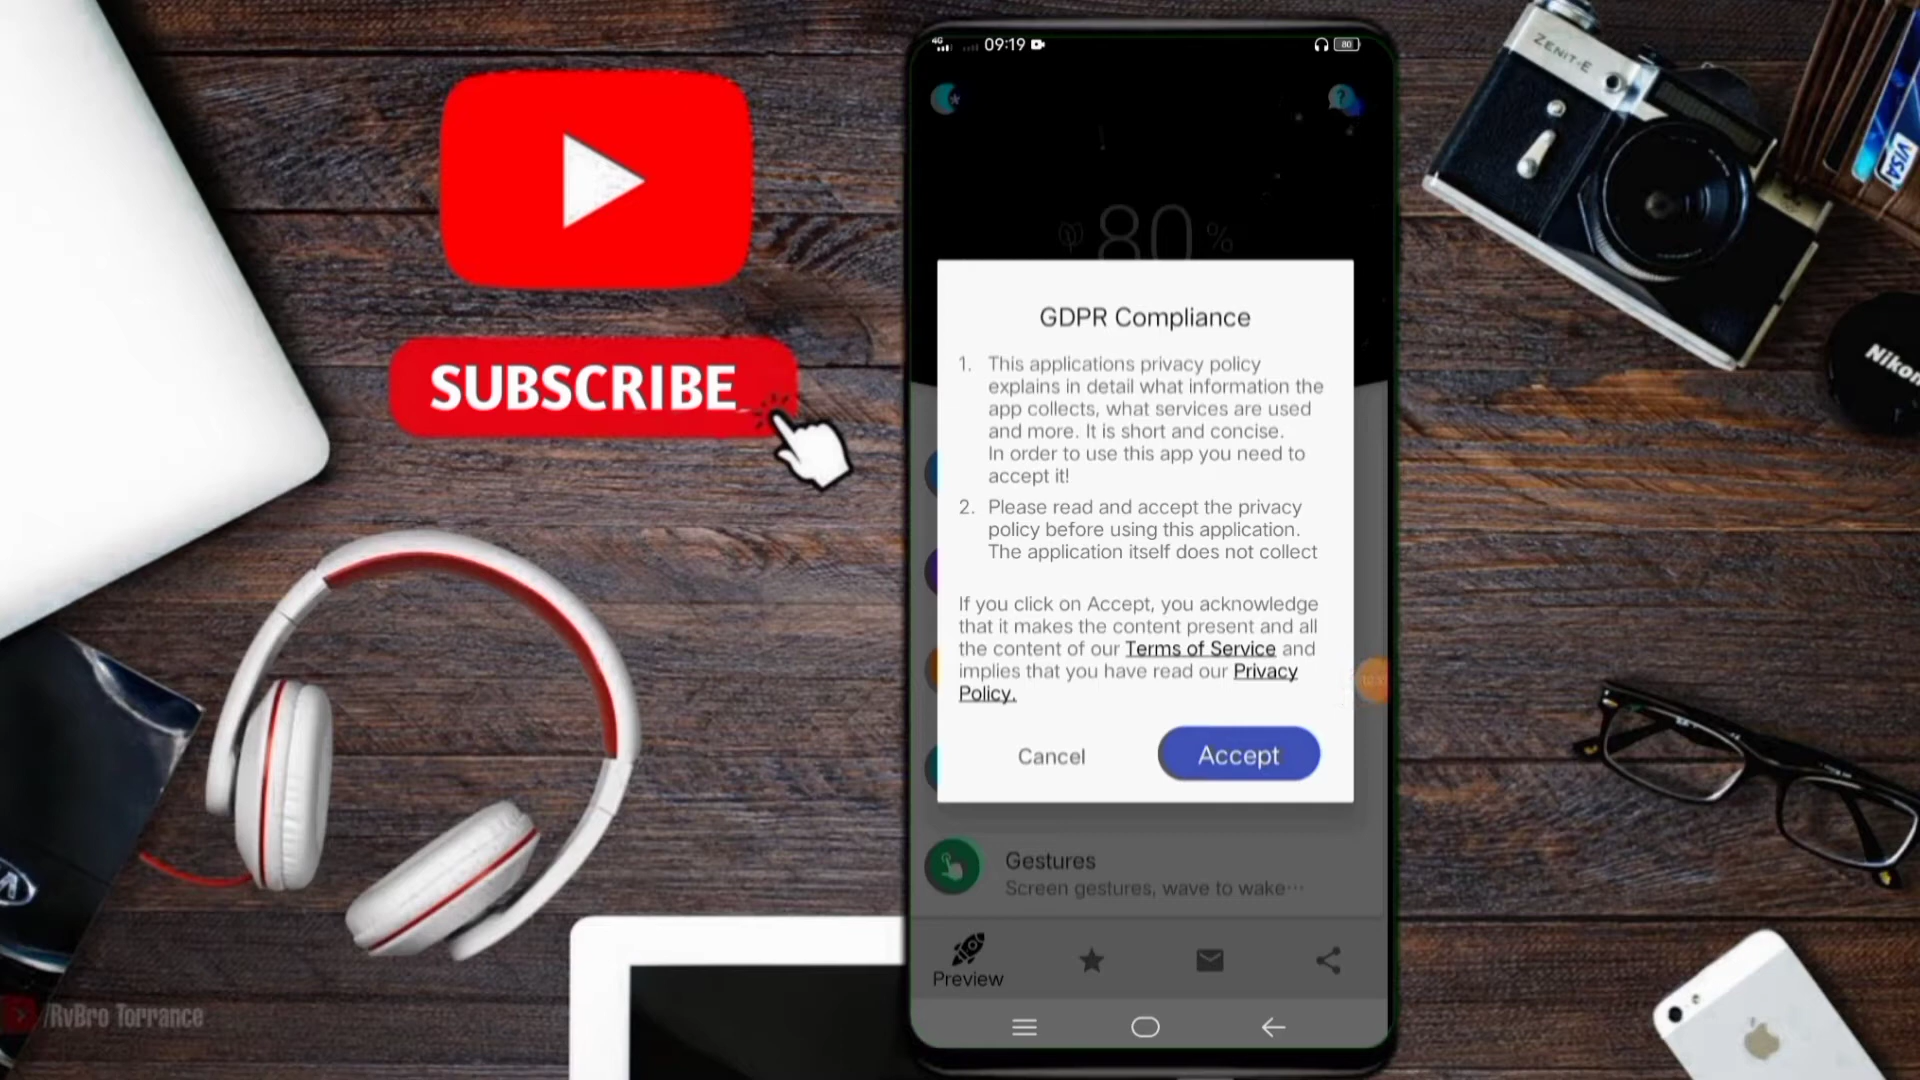 4G 09:19 80
80 %
GDPR Compliance
1. This applications privacy policy
explains in detail what information the
app collects, what services are used
and more. It is short and concise.
In order to use this app you need to
accept it!
2. Please read and accept the privacy
policy before using this application.
The application itself does not collect
If you click on Accept, you acknowledge
that it makes the content present and all
the content of our Terms of Service and
implies that you have read our Privacy
Policy.
Cancel Accept
Gestures
Screen gestures, wave to wake…
Preview
SUBSCRIBE
ZENIT-E
VISA
Nikon
/RvBro Torrance